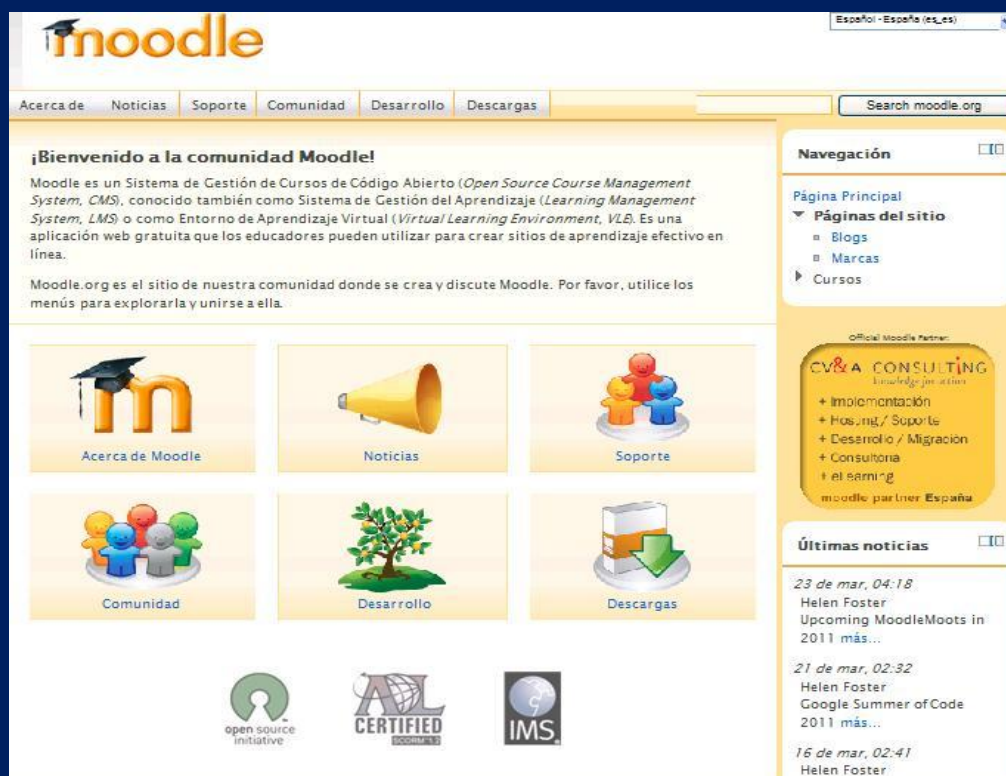 moodle
Español - España (es_es)
Acerca de
Noticias
Soporte
Comunidad
Desarrollo
Descargas
Search moodle.org
¡Bienvenido a la comunidad Moodle!
Moodle es un Sistema de Gestión de Cursos de Código Abierto (Open Source Course Management
System, CMS), conocido también como Sistema de Gestión del Aprendizaje (Learning Management
System, LMS) o como Entorno de Aprendizaje Virtual (Virtual Learning Environment, VLE). Es una
aplicación web gratuita que los educadores pueden utilizar para crear sitios de aprendizaje efectivo en
línea.
Moodle.org es el sitio de nuestra comunidad donde se crea y discute Moodle. Por favor, utilice los
menús para explorarla y unirse a ella.
m
Acerca de Moodle
Noticias
Soporte
Comunidad
Desarrollo
Descargas
open source
initiative
ADL
CERTIFIED
SCORM 1.2
IMS
Navegación
Página Principal
Páginas del sitio
Blogs
Marcas
Cursos
Official Moodle Partner:
CV&A CONSULTING
knowledge for action
+ Implementación
+ Hosting / Soporte
+ Desarrollo / Migración
+ Consultoria
+ eLearning
moodle partner España
Últimas noticias
23 de mar, 04:18
Helen Foster
Upcoming MoodleMoots in
2011 más...
21 de mar, 02:32
Helen Foster
Google Summer of Code
2011 más...
16 de mar, 02:41
Helen Foster